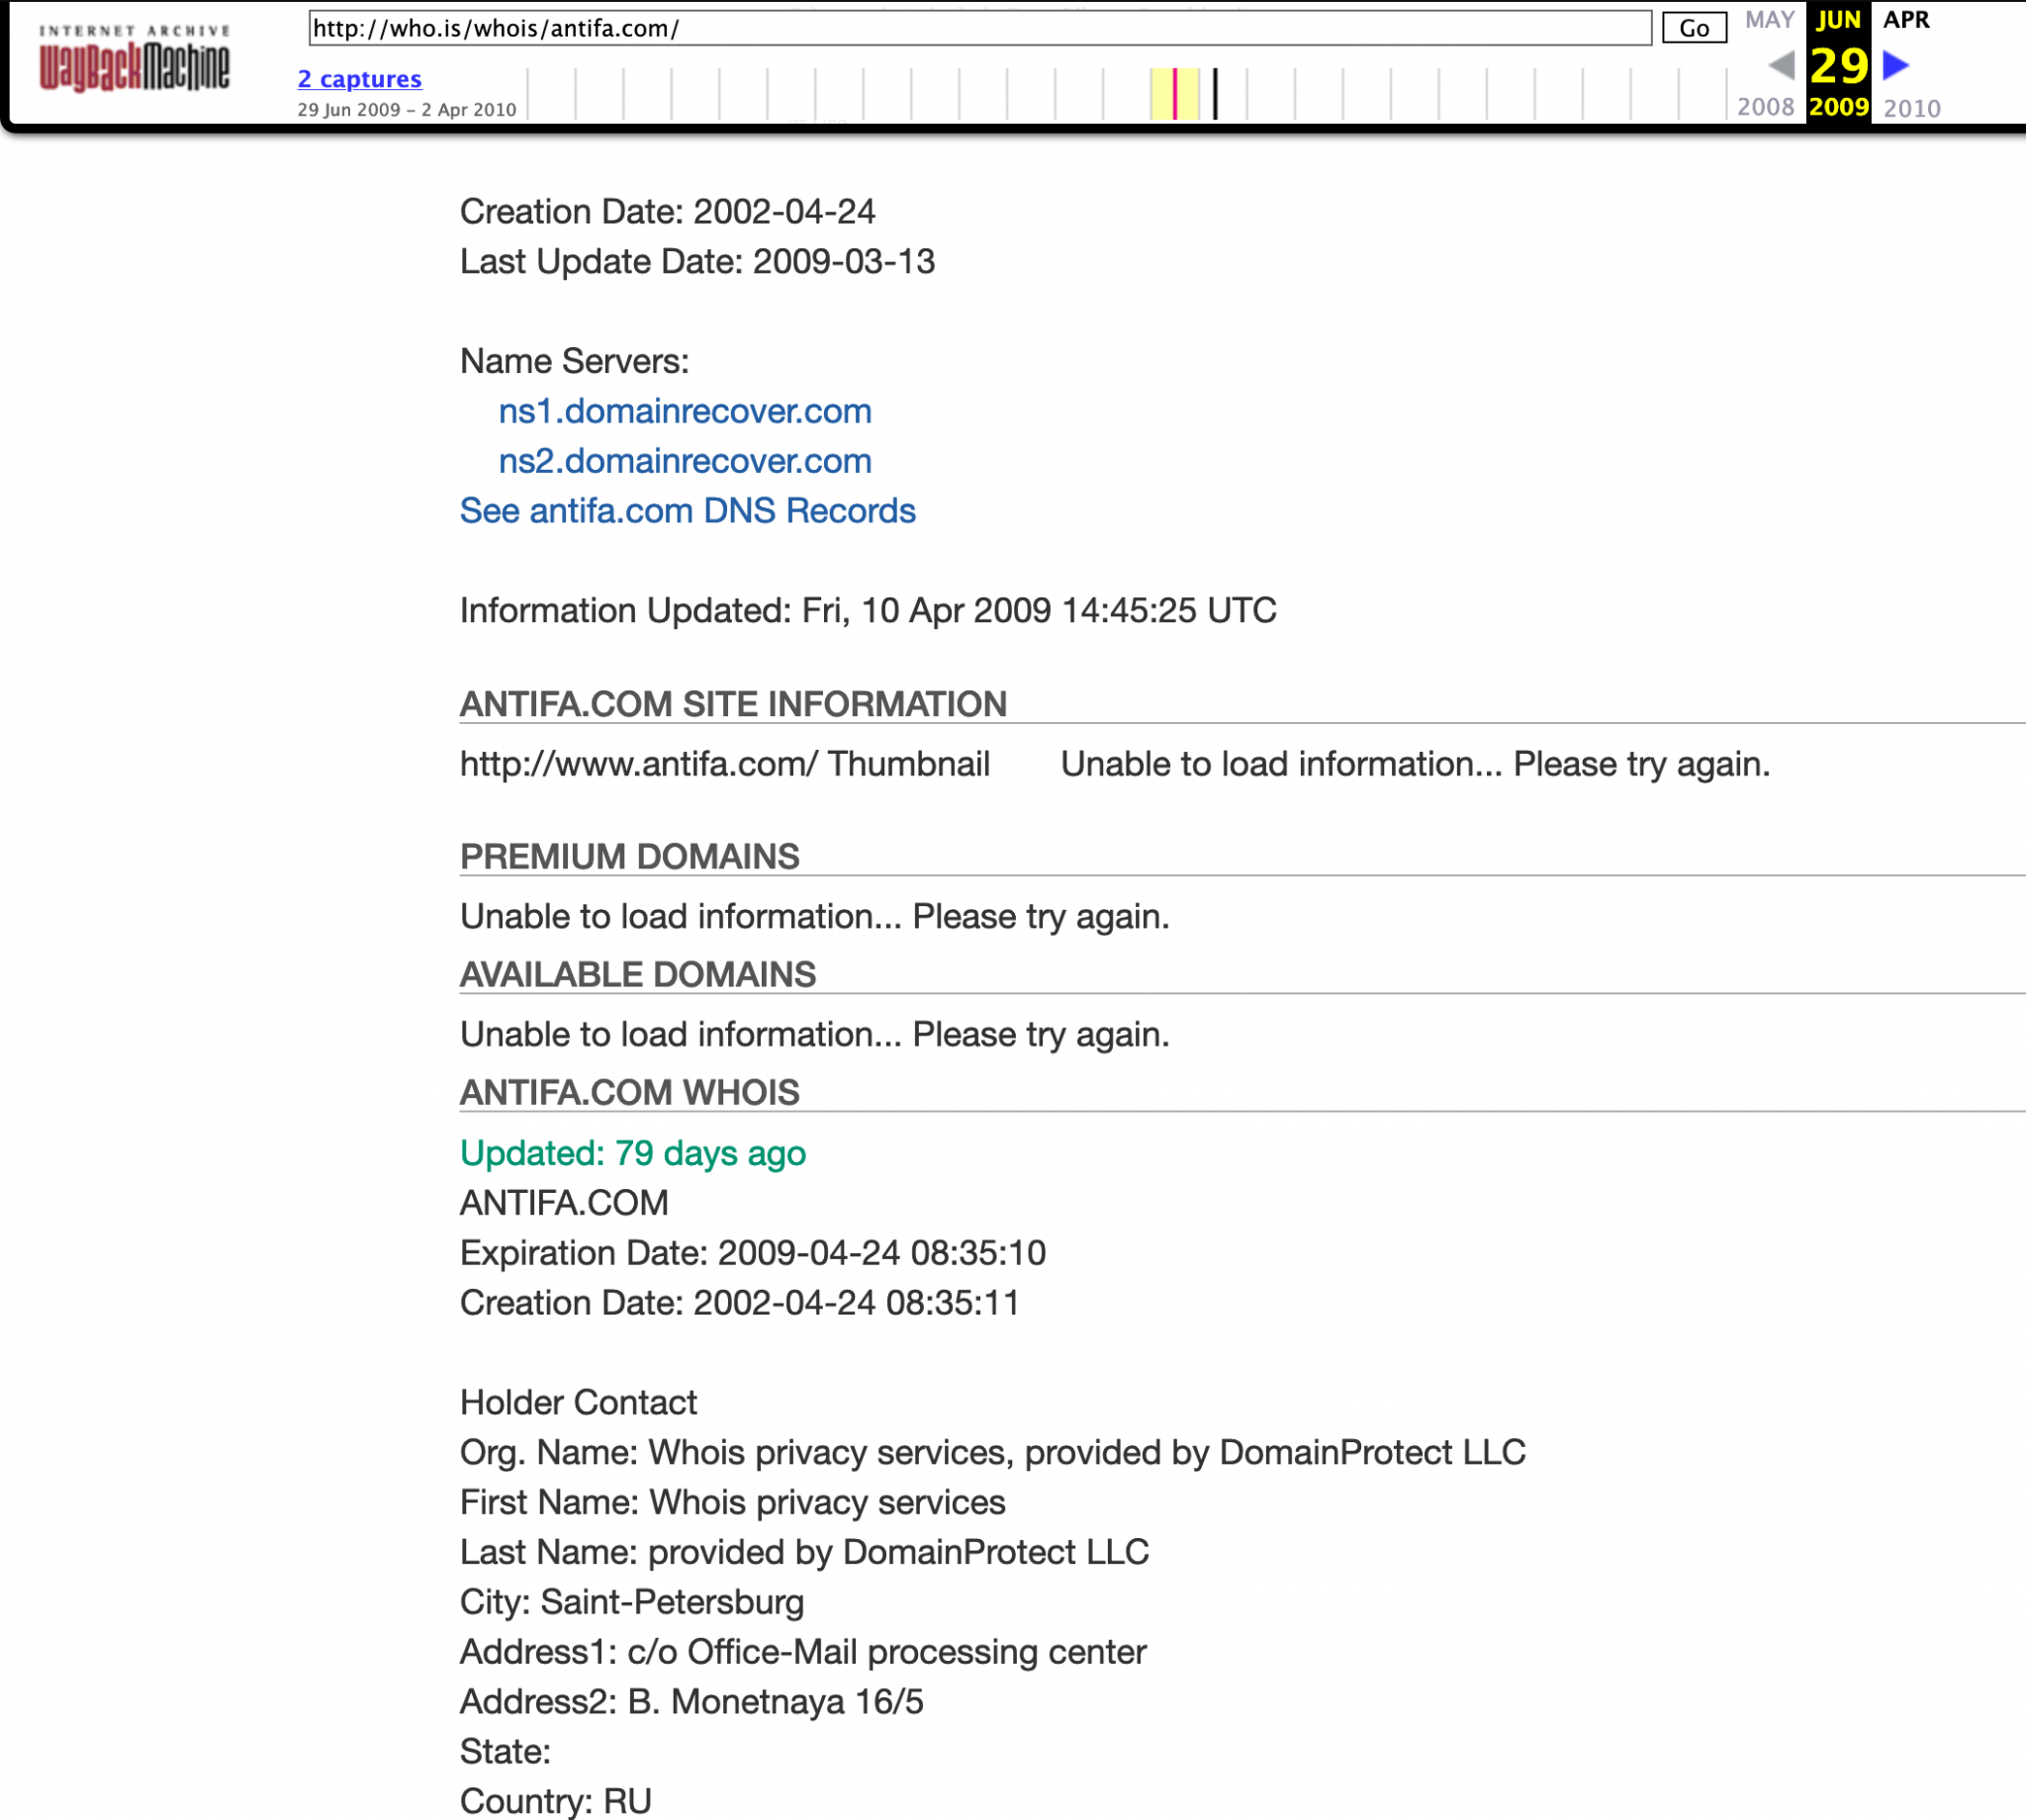 INTERNET ARCHIVE
WayBackMachine
http://who.is/whois/antifa.com/
Go
MAY
JUN
APR
2 captures
29
29 Jun 2009 – 2 Apr 2010
2008
2009
2010
Creation Date: 2002-04-24
Last Update Date: 2009-03-13
Name Servers:
ns1.domainrecover.com
ns2.domainrecover.com
See antifa.com DNS Records
Information Updated: Fri, 10 Apr 2009 14:45:25 UTC
ANTIFA.COM SITE INFORMATION
http://www.antifa.com/ Thumbnail Unable to load information... Please try again.
PREMIUM DOMAINS
Unable to load information... Please try again.
AVAILABLE DOMAINS
Unable to load information... Please try again.
ANTIFA.COM WHOIS
Updated: 79 days ago
ANTIFA.COM
Expiration Date: 2009-04-24 08:35:10
Creation Date: 2002-04-24 08:35:11
Holder Contact
Org. Name: Whois privacy services, provided by DomainProtect LLC
First Name: Whois privacy services
Last Name: provided by DomainProtect LLC
City: Saint-Petersburg
Address1: c/o Office-Mail processing center
Address2: B. Monetnaya 16/5
State:
Country: RU